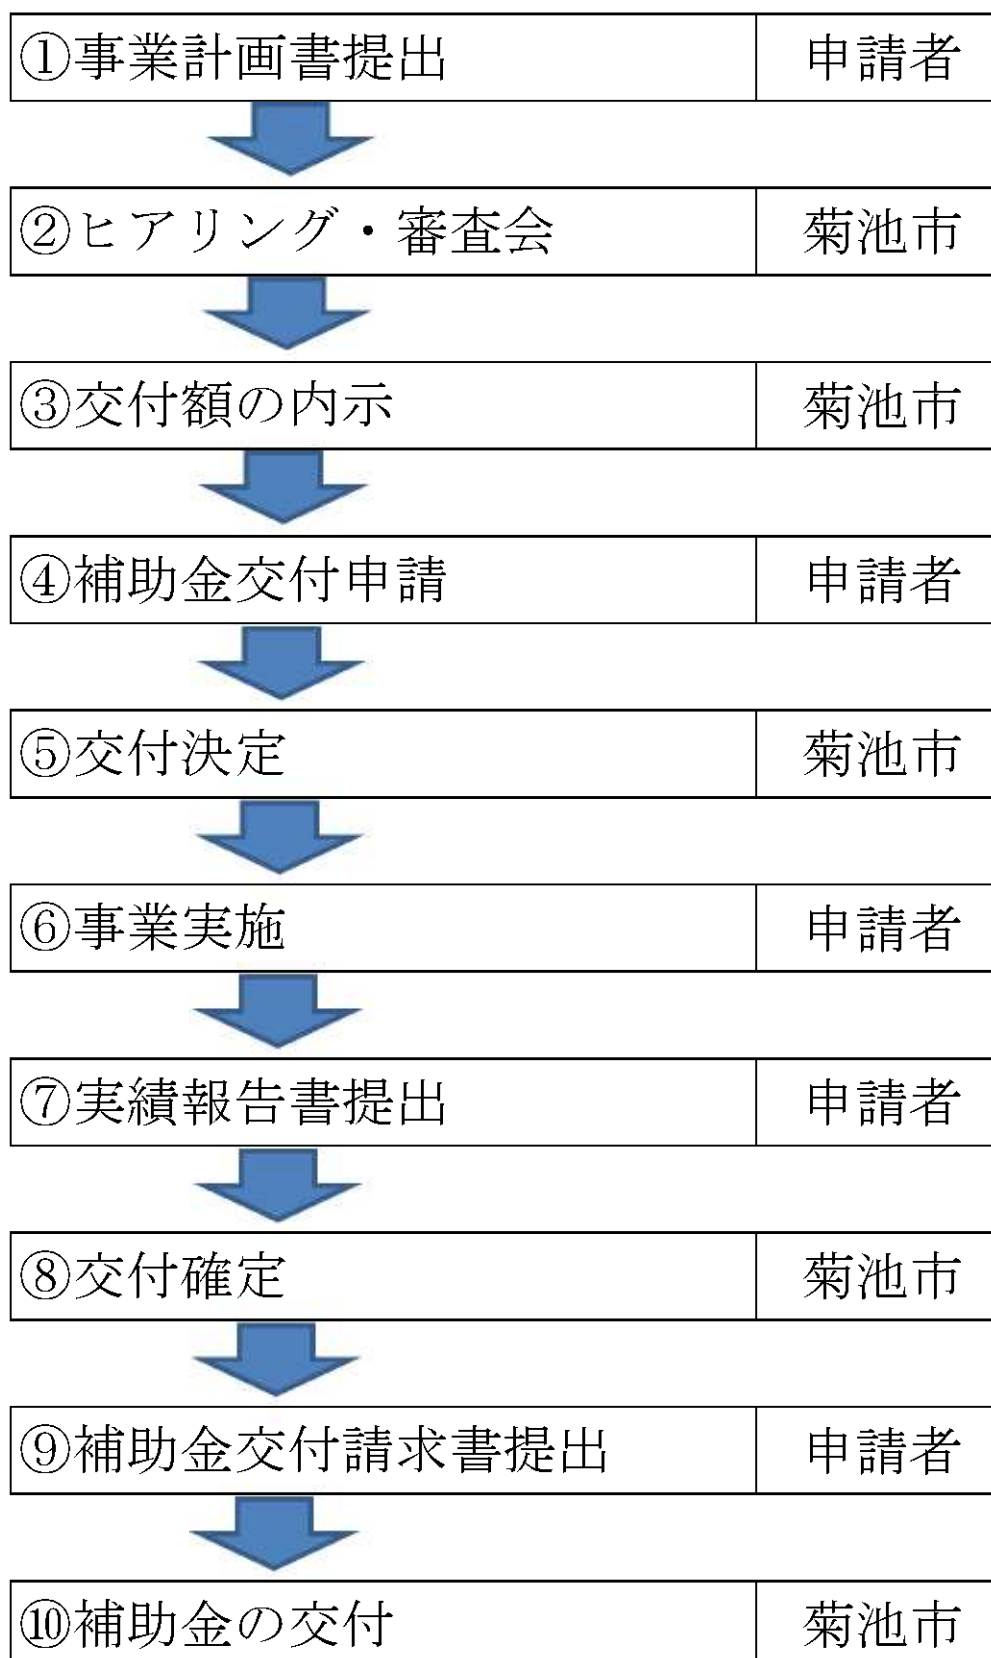 ①事業計画書提出 申請者
②ヒアリング・審査会 菊池市
③交付額の内示 菊池市
④補助金交付申請 申請者
⑤交付決定 菊池市
⑥事業実施 申請者
⑦実績報告書提出 申請者
⑧交付確定 菊池市
⑨補助金交付請求書提出 申請者
⑩補助金の交付 菊池市